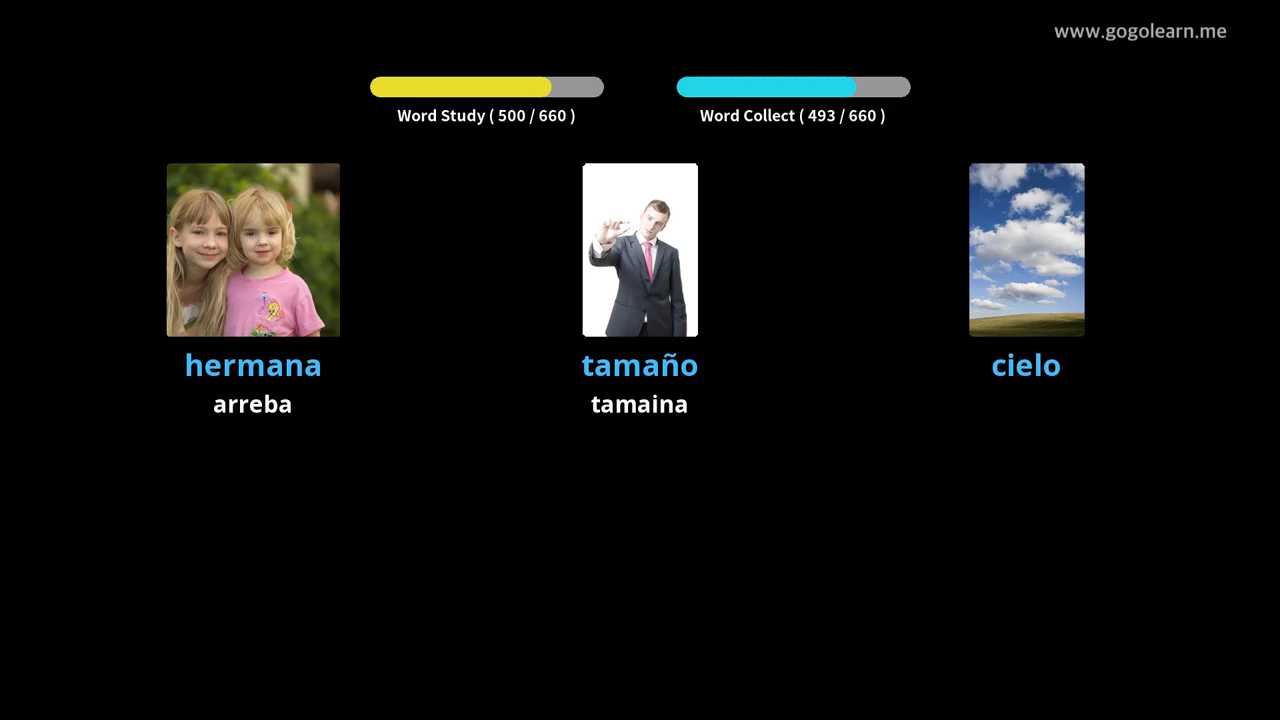 www.gogolearn.me
Word Study ( 500 / 660 )
Word Collect ( 493 / 660 )
hermana
tamaño
cielo
arreba
tamaina